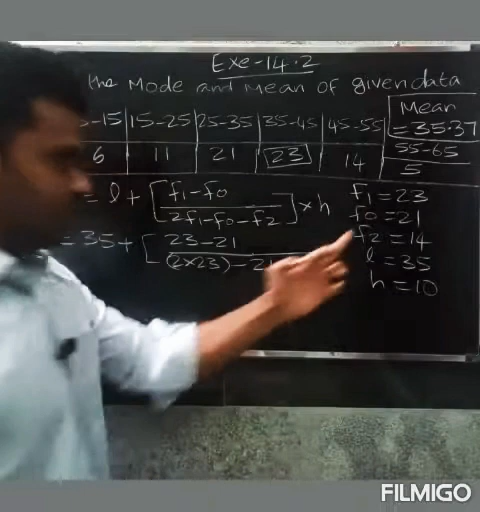 Exe-14.2
the Mode and Mean of given data
-15 | 15-25 | 25-35 | 35-45 | 45-55
Mean
= 35.37
55-65
6 | 11 | 21 | 23 | 14 | 5
= l + [ f1-f0 / 2f1-f0-f2 ] × h
= 35 + [ 23-21 / (2×23)-21
f1 = 23
f0 = 21
f2 = 14
l = 35
h = 10
FILMIGO